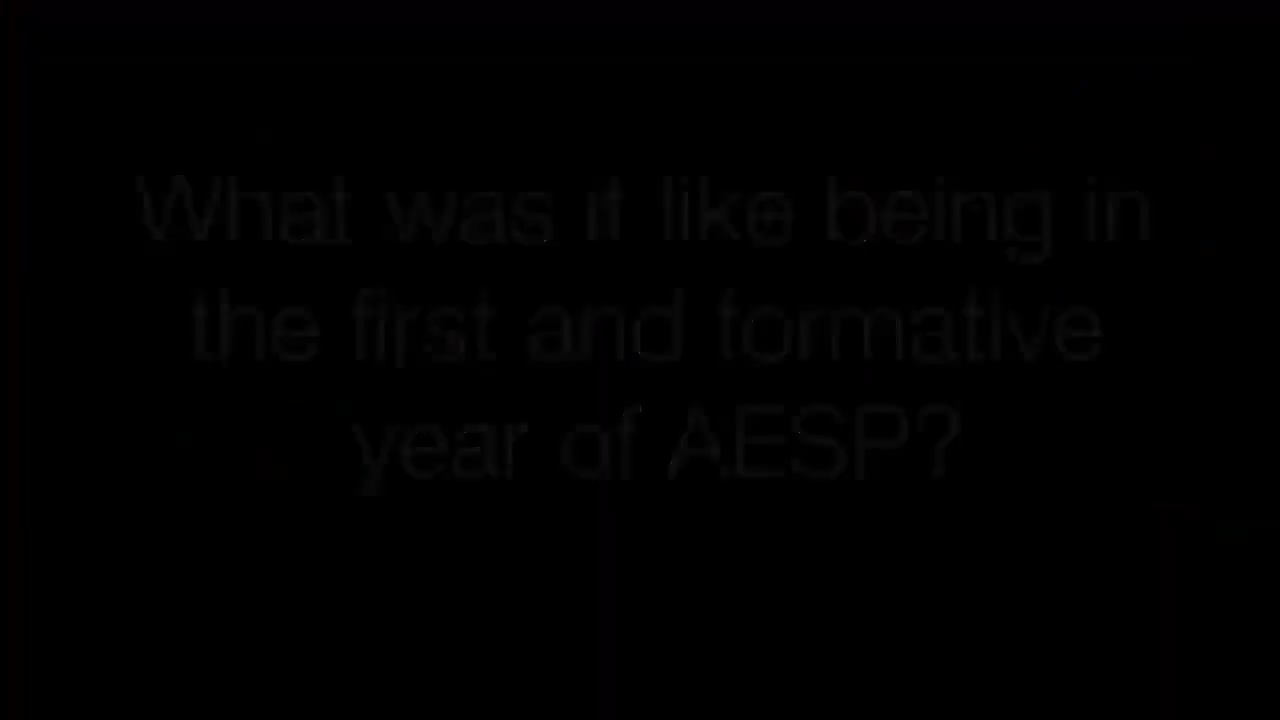 What was it like being in
the first and formative
year of AESP?